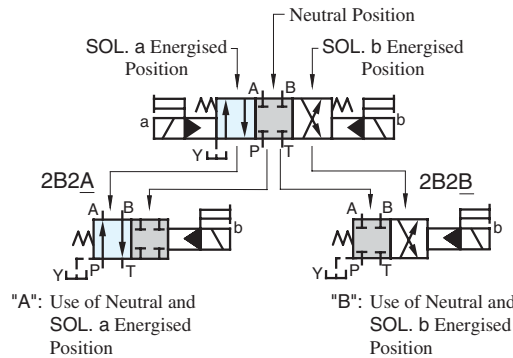 Neutral Position
SOL. a Energised Position
SOL. b Energised Position
A B
a b
Y P T
2B2A 2B2B
A B b
A B b
Y P T
Y P T
"A": Use of Neutral and
SOL. a Energised
Position
"B": Use of Neutral and
SOL. b Energised
Position